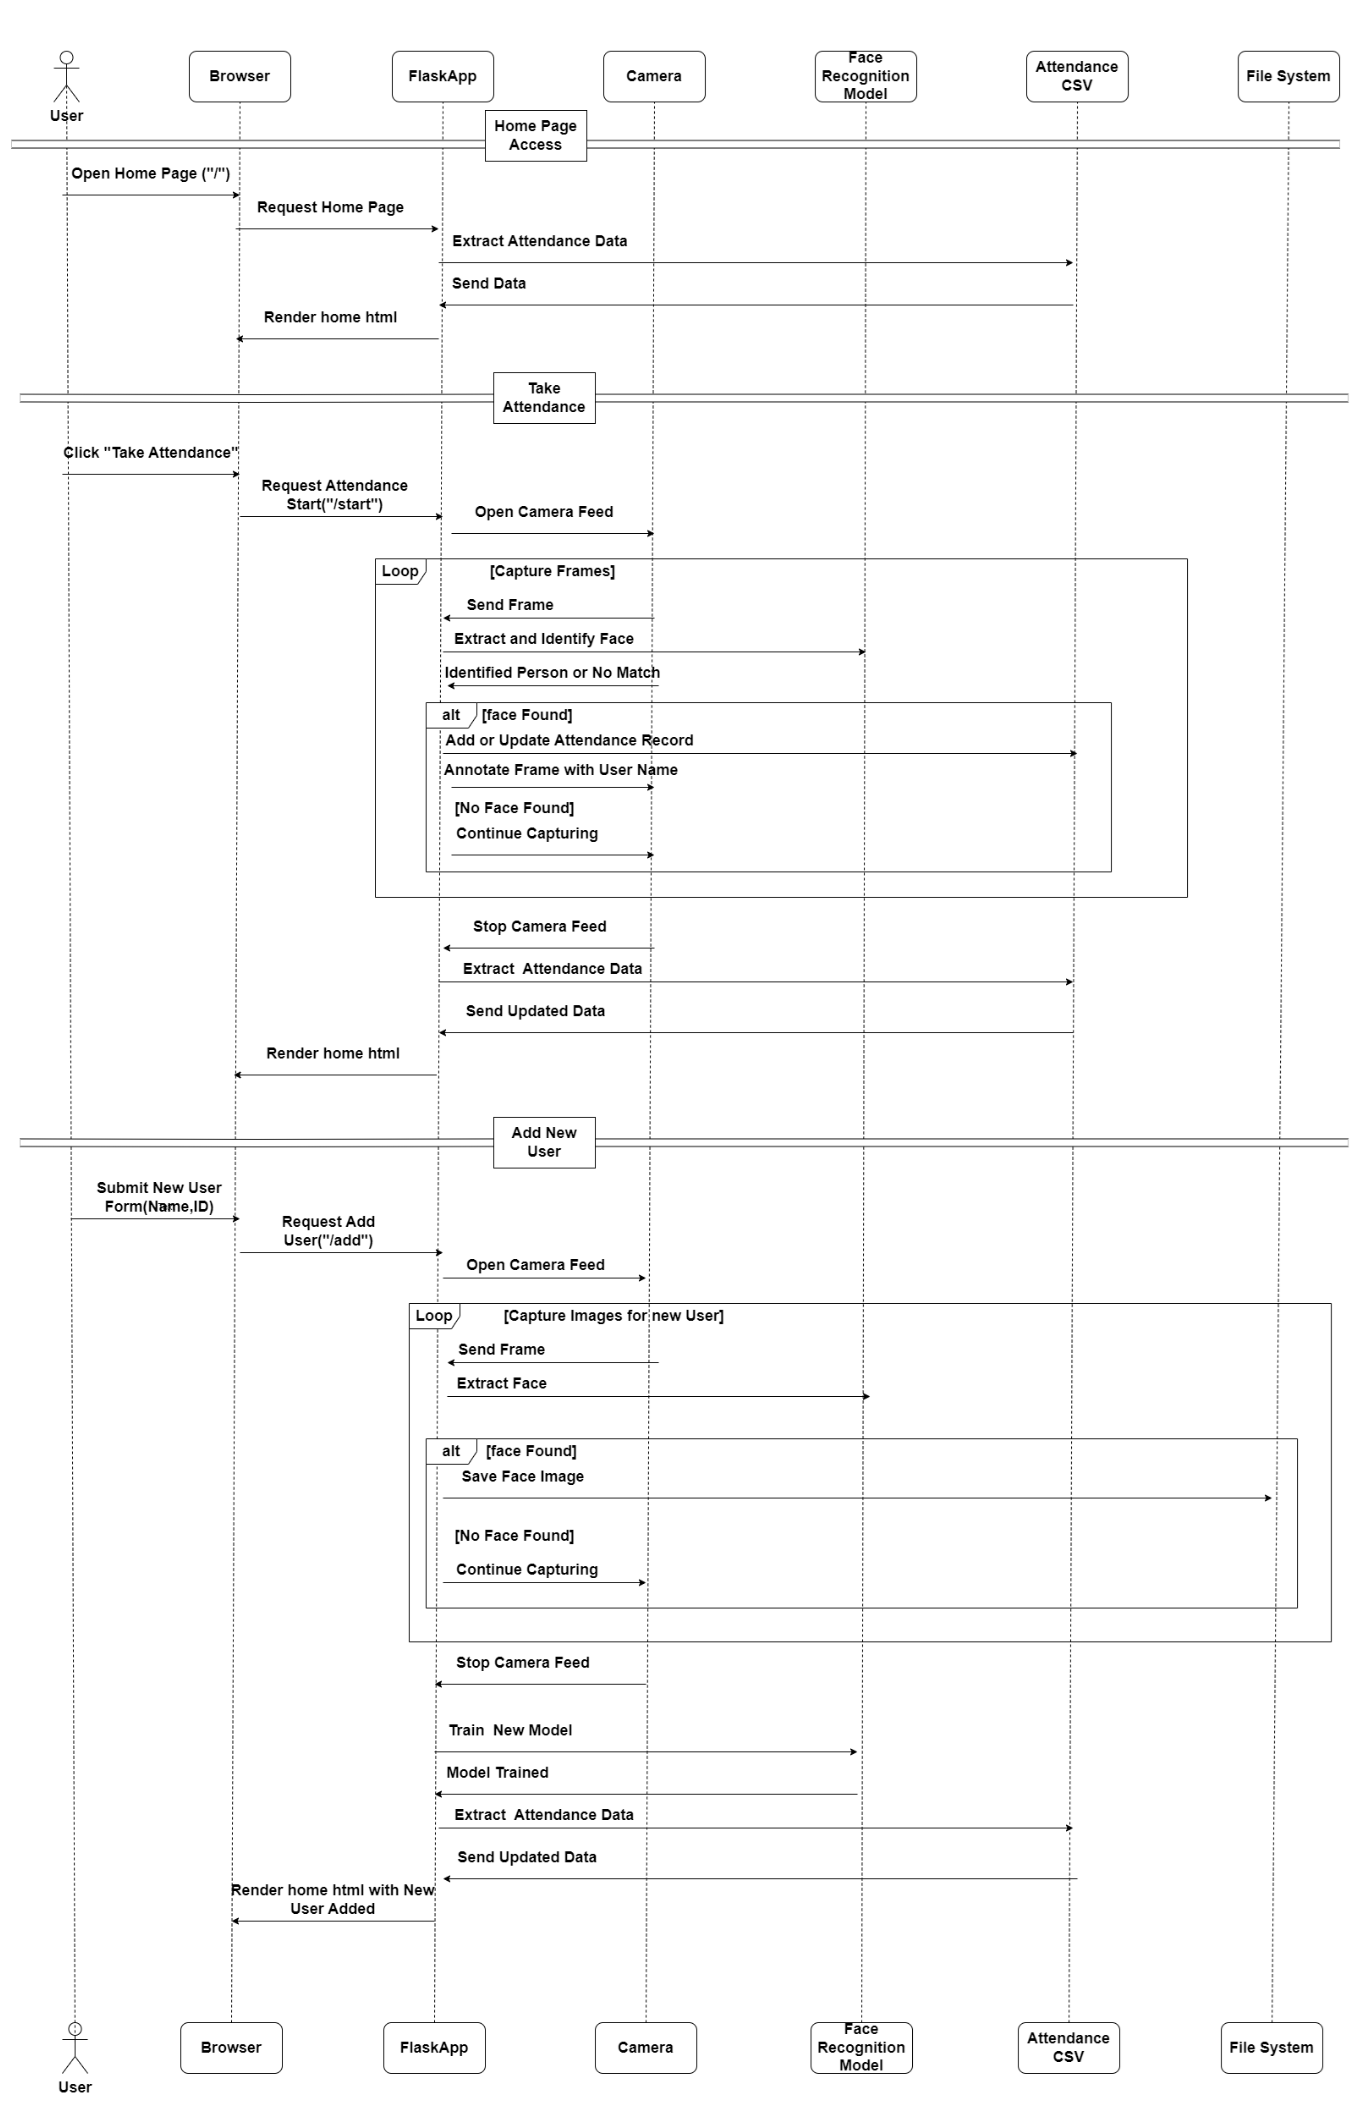 User
Browser
FlaskApp
Camera
Face
Recognition
Model
Attendance
CSV
File System
Home Page
Access
Open Home Page ("/")
Request Home Page
Extract Attendance Data
Send Data
Render home html
Take
Attendance
Click "Take Attendance"
Request Attendance
Start("/start")
Open Camera Feed
Loop
[Capture Frames]
Send Frame
Extract and Identify Face
Identified Person or No Match
alt
[face Found]
Add or Update Attendance Record
Annotate Frame with User Name
[No Face Found]
Continue Capturing
Stop Camera Feed
Extract  Attendance Data
Send Updated Data
Render home html
Add New
User
Submit New User
Form(Name,ID)
Request Add
User("/add")
Open Camera Feed
Loop
[Capture Images for new User]
Send Frame
Extract Face
alt
[face Found]
Save Face Image
[No Face Found]
Continue Capturing
Stop Camera Feed
Train  New Model
Model Trained
Extract  Attendance Data
Send Updated Data
Render home html with New
User Added
User
Browser
FlaskApp
Camera
Face
Recognition
Model
Attendance
CSV
File System